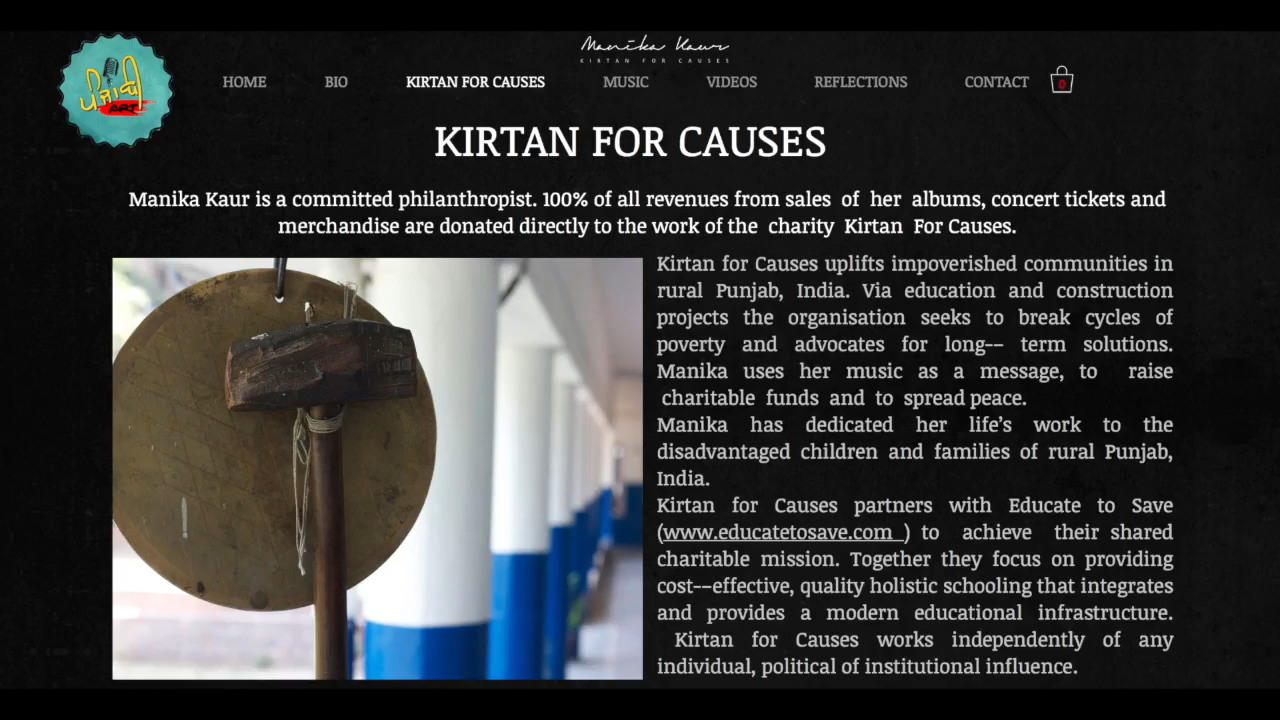 Manika Kaur
KIRTAN FOR CAUSES
ਪੰਜਾਬੀ
ART
HOME BIO KIRTAN FOR CAUSES MUSIC VIDEOS REFLECTIONS CONTACT 0
KIRTAN FOR CAUSES
Manika Kaur is a committed philanthropist. 100% of all revenues from sales of her albums, concert tickets and
merchandise are donated directly to the work of the charity Kirtan For Causes.
Kirtan for Causes uplifts impoverished communities in
rural Punjab, India. Via education and construction
projects the organisation seeks to break cycles of
poverty and advocates for long-- term solutions.
Manika uses her music as a message, to raise
charitable funds and to spread peace.
Manika has dedicated her life’s work to the
disadvantaged children and families of rural Punjab,
India.
Kirtan for Causes partners with Educate to Save
(www.educatetosave.com ) to achieve their shared
charitable mission. Together they focus on providing
cost--effective, quality holistic schooling that integrates
and provides a modern educational infrastructure.
Kirtan for Causes works independently of any
individual, political of institutional influence.